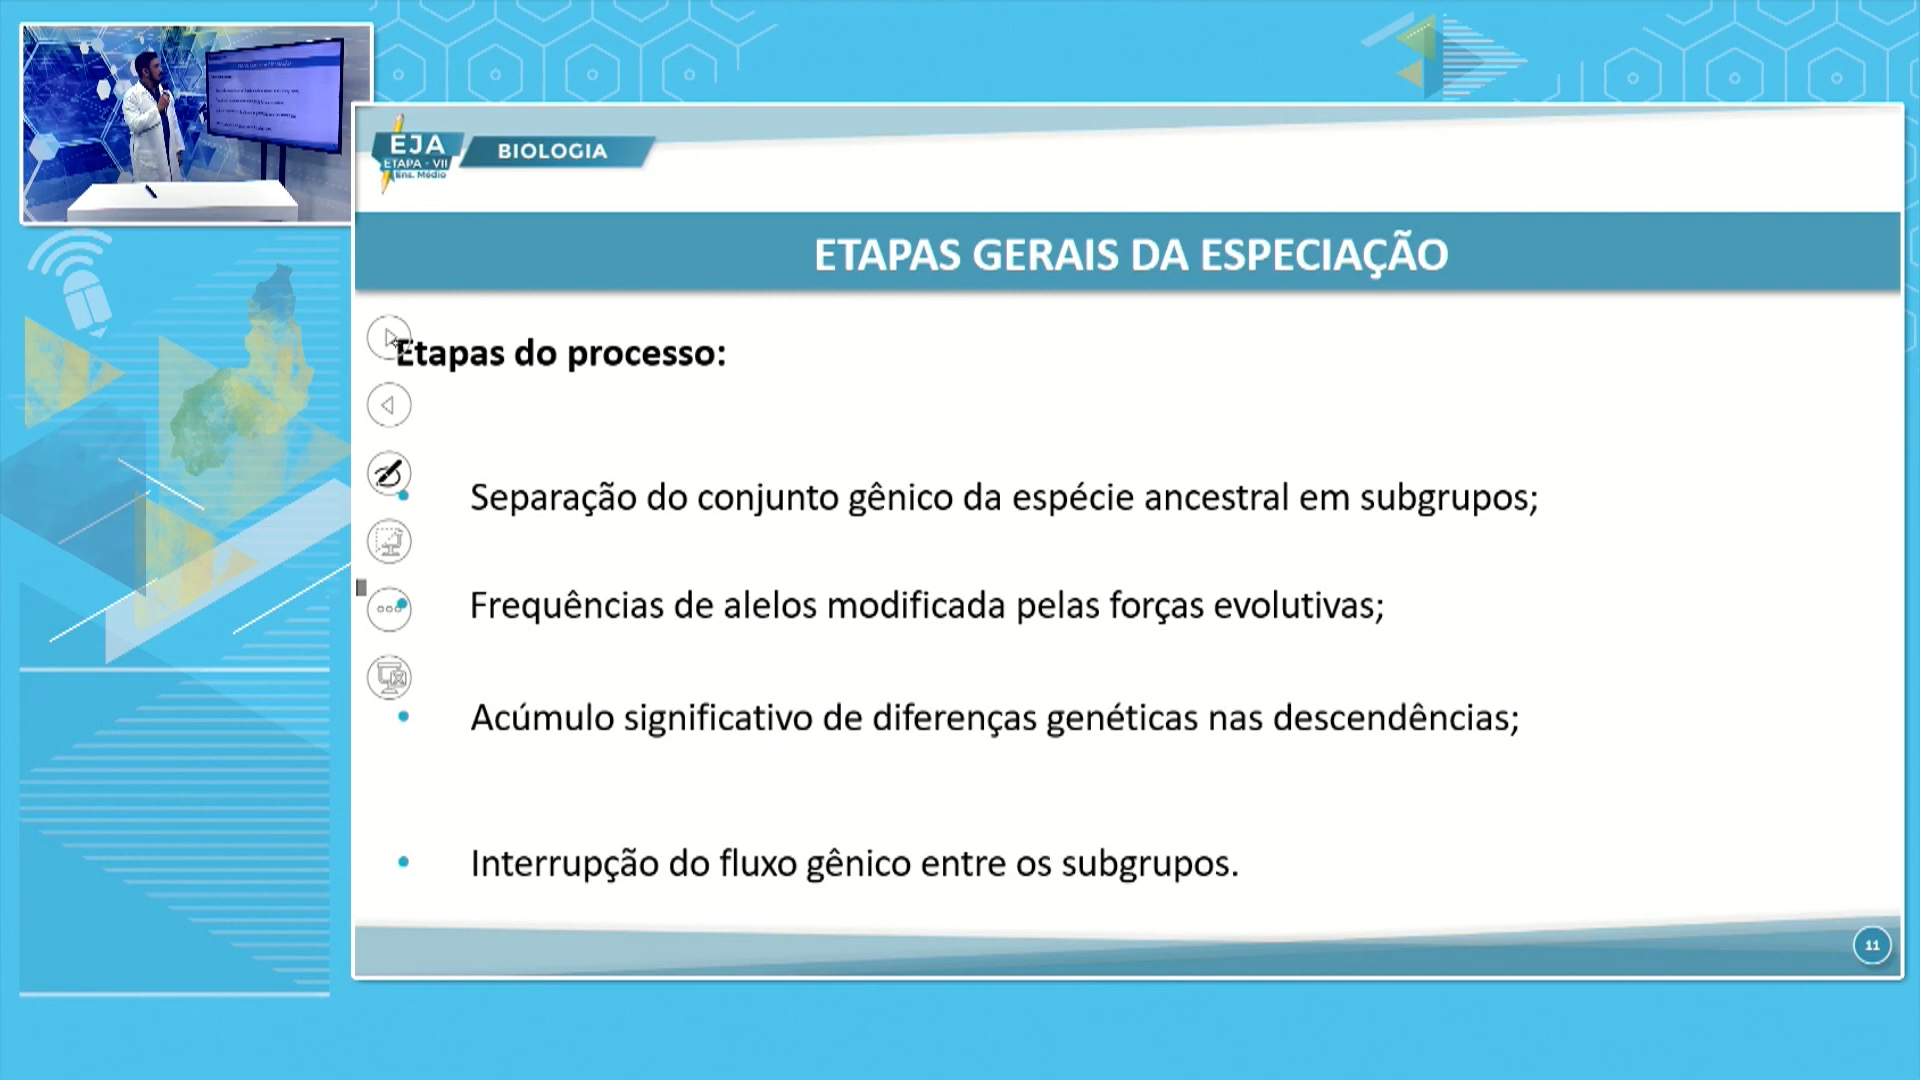 EJA
ETAPA - VII
Ens. Médio
BIOLOGIA
ETAPAS GERAIS DA ESPECIAÇÃO
Etapas do processo:
• Separação do conjunto gênico da espécie ancestral em subgrupos;
• Frequências de alelos modificada pelas forças evolutivas;
• Acúmulo significativo de diferenças genéticas nas descendências;
• Interrupção do fluxo gênico entre os subgrupos.
11